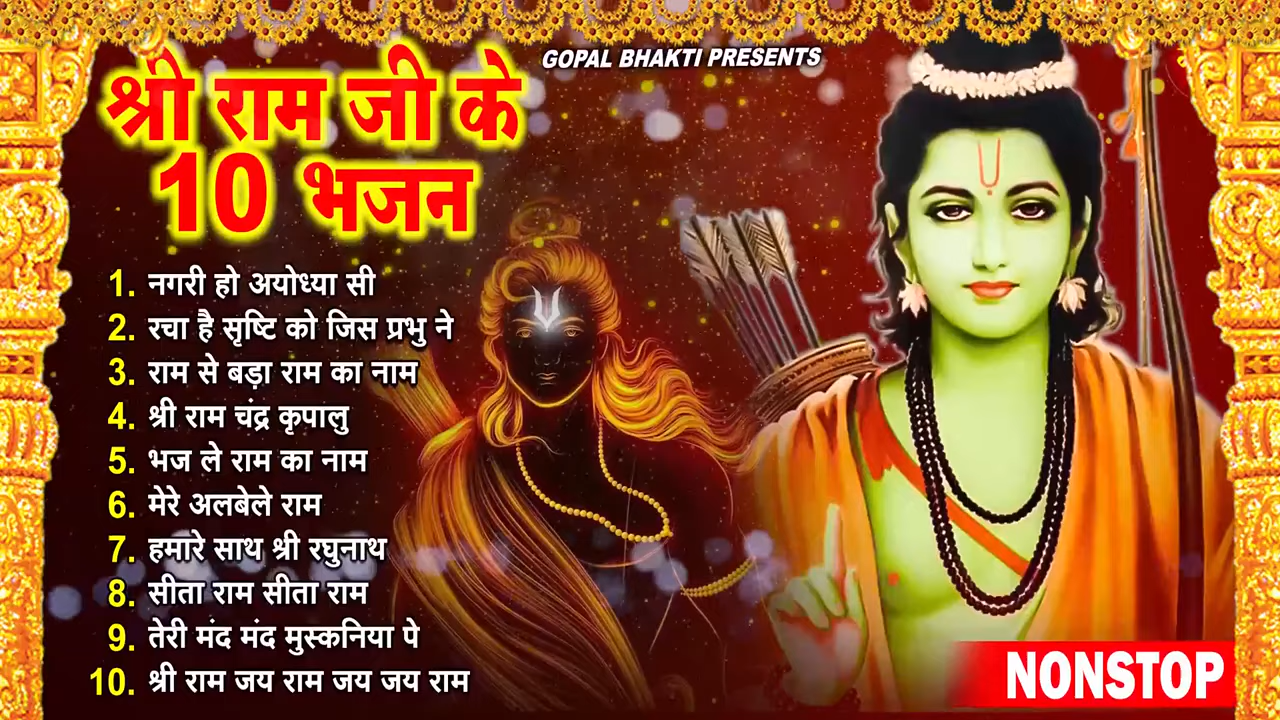 GOPAL BHAKTI PRESENTS
श्री राम जी के
10 भजन
1. नगरी हो अयोध्या सी
2. रचा है सृष्टि को जिस प्रभु ने
3. राम से बड़ा राम का नाम
4. श्री राम चंद्र कृपालु
5. भज ले राम का नाम
6. मेरे अलबेले राम
7. हमारे साथ श्री रघुनाथ
8. सीता राम सीता राम
9. तेरी मंद मंद मुस्कनिया पे
10. श्री राम जय राम जय जय राम
NONSTOP